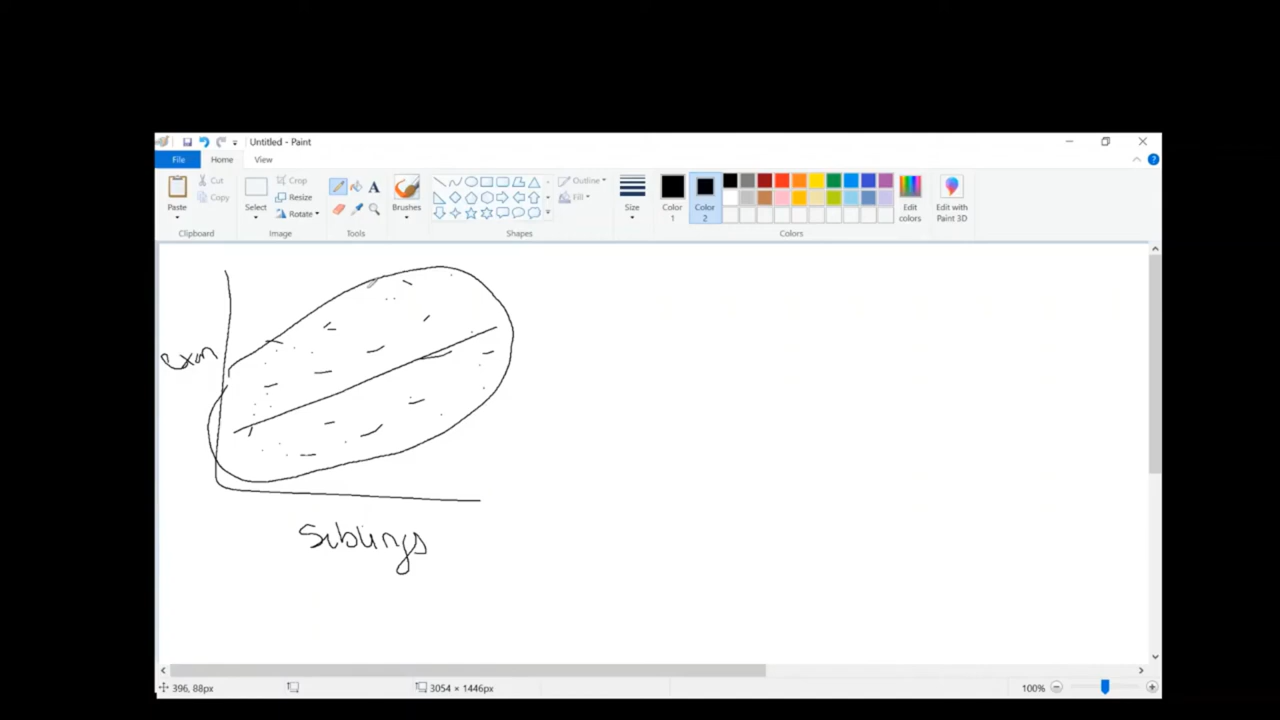 Untitled - Paint
File Home View
Cut
Copy
Paste
Clipboard
Crop
Resize
Rotate
Select
Image
Tools
Brushes
Outline
Fill
Shapes
Size
Color 1
Color 2
Edit colors
Edit with Paint 3D
Colors
exam
Siblings
396, 88px
3054 × 1446px
100%